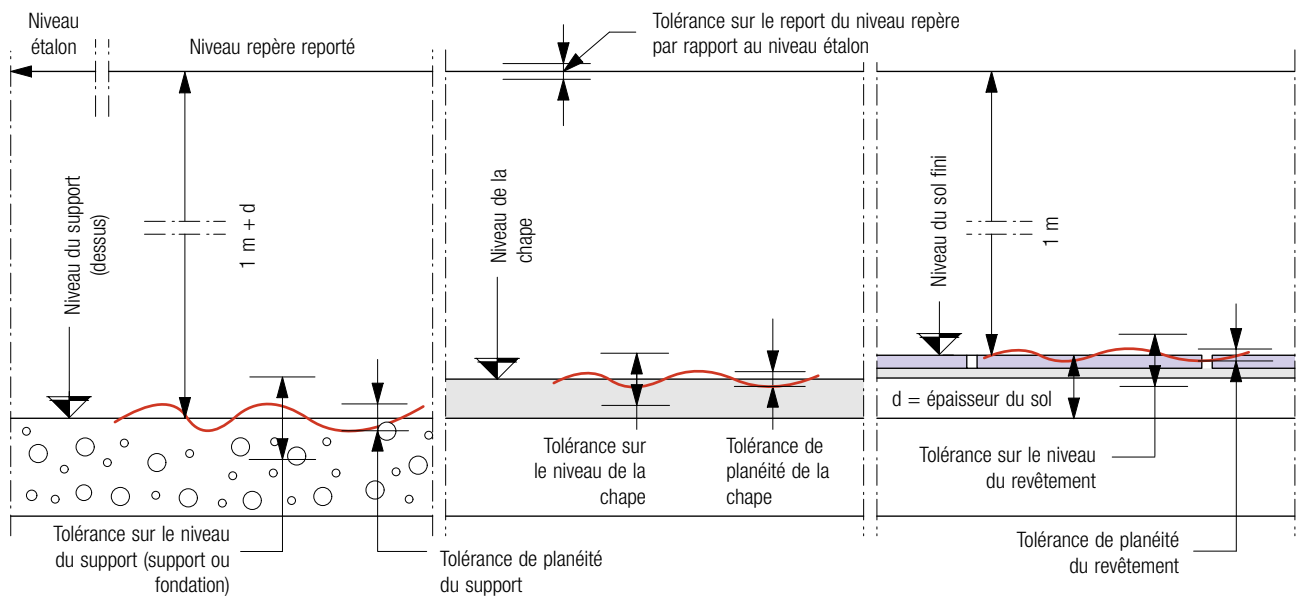 Niveau
étalon
Niveau repère reporté
Tolérance sur le report du niveau repère
par rapport au niveau étalon
Niveau du support
(dessus)
1 m + d
Niveau de la
chape
Niveau du sol fini
1 m
d = épaisseur du sol
Tolérance sur
le niveau de la
chape
Tolérance de
planéité de la
chape
Tolérance sur le niveau
du revêtement
Tolérance sur le niveau
du support (support ou
fondation)
Tolérance de planéité
du support
Tolérance de planéité
du revêtement